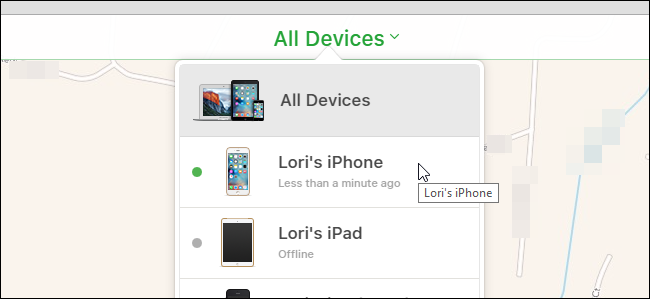 All Devices
All Devices
Lori's iPhone
Less than a minute ago
Lori's iPhone
Lori's iPad
Offline